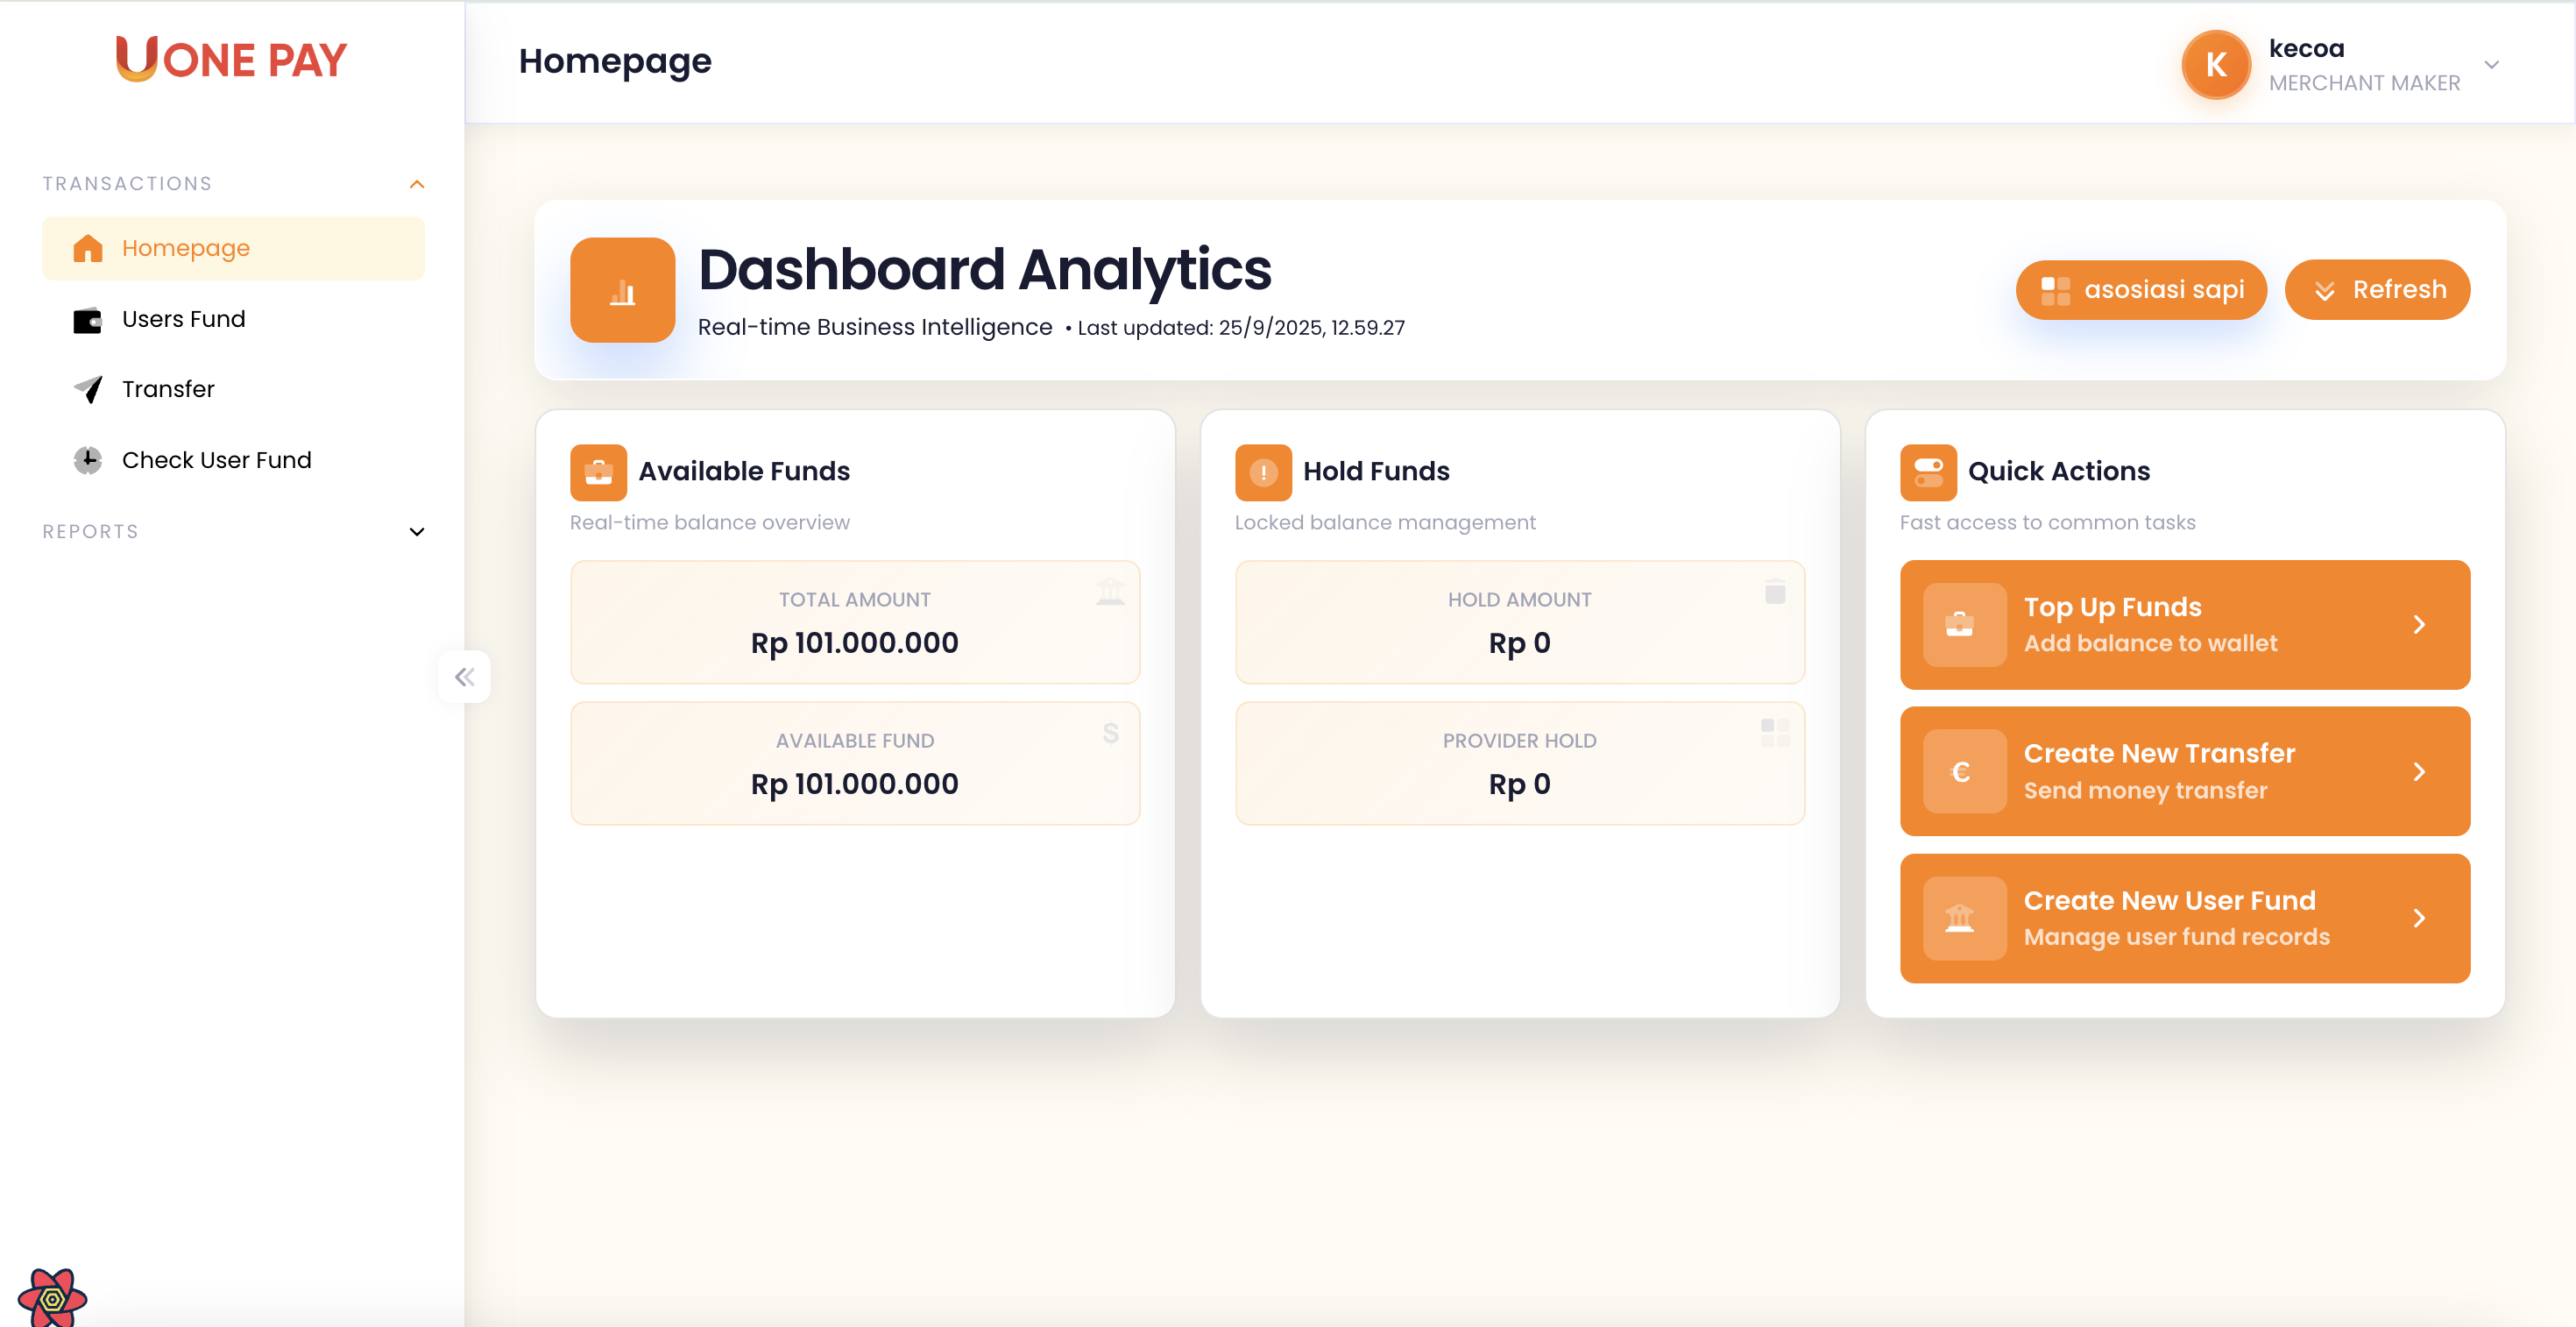 UONE PAY
Homepage
K
kecoa
MERCHANT MAKER
TRANSACTIONS
Homepage
Users Fund
Transfer
Check User Fund
REPORTS
Dashboard Analytics
Real-time Business Intelligence • Last updated: 25/9/2025, 12.59.27
asosiasi sapi
Refresh
Available Funds
Real-time balance overview
TOTAL AMOUNT
Rp 101.000.000
AVAILABLE FUND
$
Rp 101.000.000
!
Hold Funds
Locked balance management
HOLD AMOUNT
Rp 0
PROVIDER HOLD
Rp 0
Quick Actions
Fast access to common tasks
Top Up Funds
Add balance to wallet
€
Create New Transfer
Send money transfer
Create New User Fund
Manage user fund records